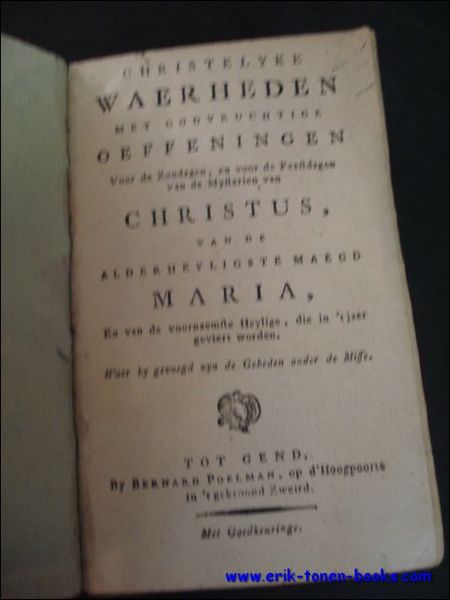 CHRISTELYKE
WAERHEDEN
MET GODVRUCHTIGE
OEFFENINGEN
Voor de Zondagen, en voor de Feestdagen
van de Mysterien van
CHRISTUS,
VAN DE
ALDERHEYLIGSTE MAEGD
MARIA,
En van de voornaemste Heylige, die in 't jaer
geviert worden.
Waer by gevoegd zyn de Gebeden onder de Misse.
TOT GEND,
By BERNARD POELMAN, op d'Hoogpoorte
in 't gekroond Zweird.
Met Goedkeuringe.
www.erik-tonen-books.com